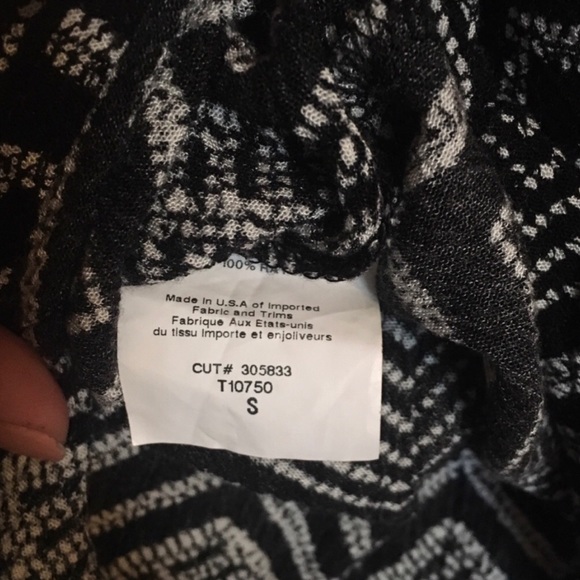 100%
Made in U.S.A of Imported
Fabric and Trims
Fabrique Aux Etats-unis
du tissu Importe et enjoliveurs
CUT# 305833
T10750
S